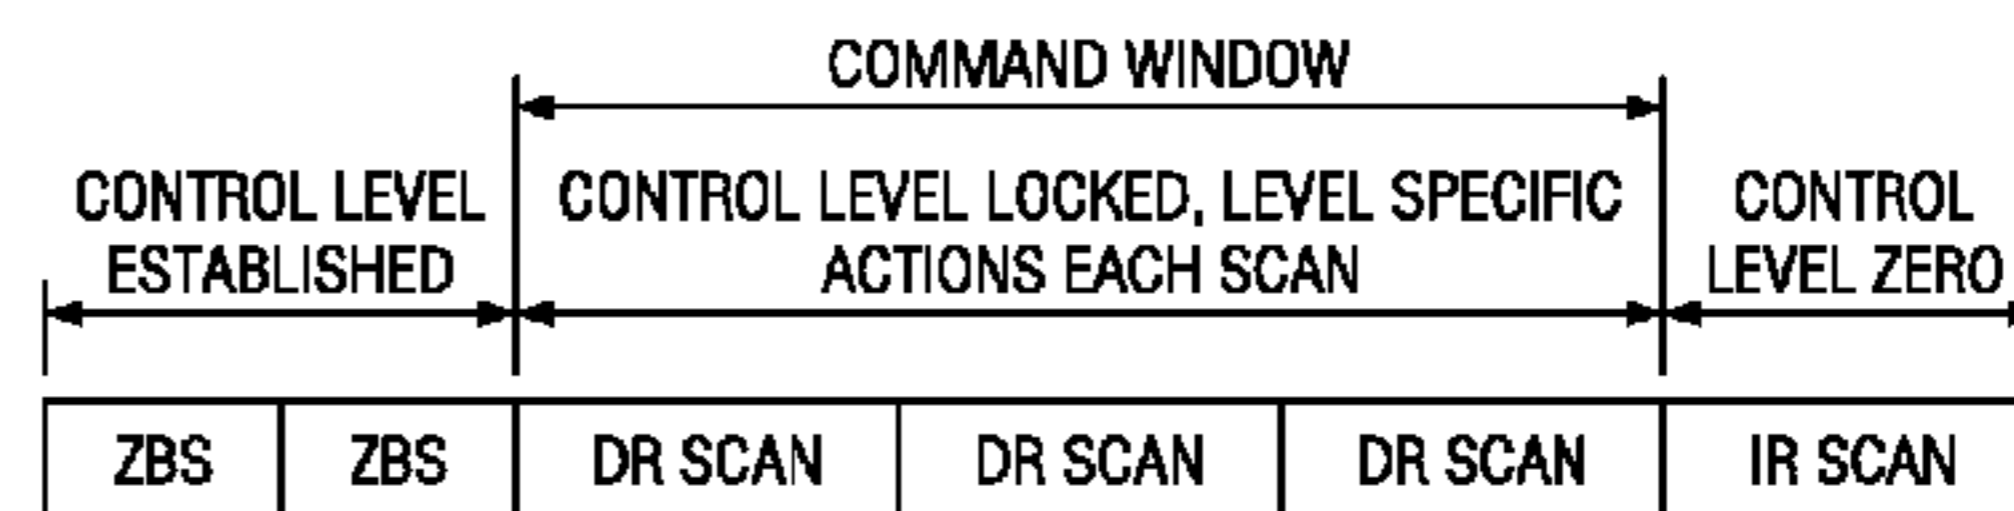 COMMAND WINDOW
CONTROL LEVEL
ESTABLISHED
CONTROL LEVEL LOCKED, LEVEL SPECIFIC
ACTIONS EACH SCAN
CONTROL
LEVEL ZERO
ZBS ZBS DR SCAN DR SCAN DR SCAN IR SCAN